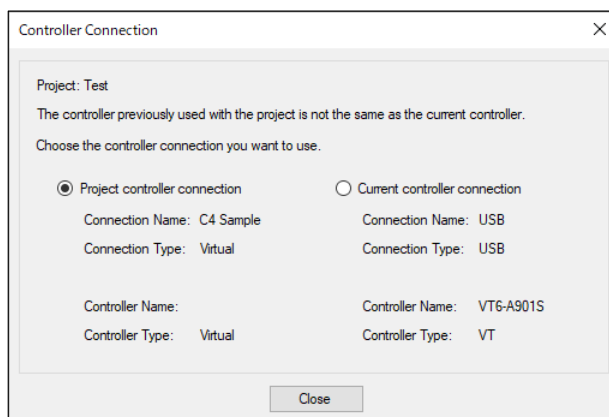 Controller Connection
Project: Test
The controller previously used with the project is not the same as the current controller.
Choose the controller connection you want to use.
Project controller connection
Current controller connection
Connection Name: C4 Sample
Connection Name: USB
Connection Type: Virtual
Connection Type: USB
Controller Name:
Controller Name: VT6-A901S
Controller Type: Virtual
Controller Type: VT
Close